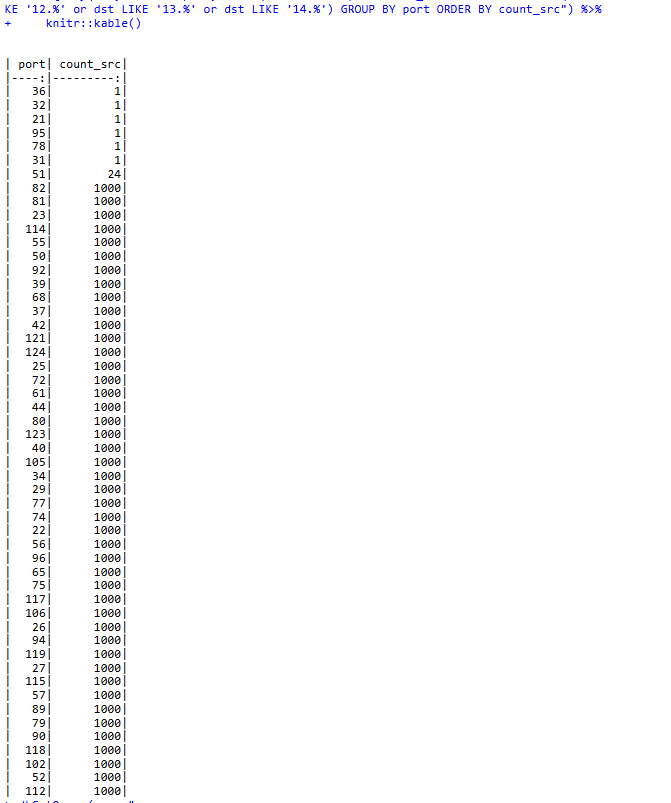 KE '12.%' or dst LIKE '13.%' or dst LIKE '14.%') GROUP BY port ORDER BY count_src") %>%
+     knitr::kable()
| port| count_src|
|----:|---------:|
|   36|         1|
|   32|         1|
|   21|         1|
|   95|         1|
|   78|         1|
|   31|         1|
|   51|        24|
|   82|      1000|
|   81|      1000|
|   23|      1000|
|  114|      1000|
|   55|      1000|
|   50|      1000|
|   92|      1000|
|   39|      1000|
|   68|      1000|
|   37|      1000|
|   42|      1000|
|  121|      1000|
|  124|      1000|
|   25|      1000|
|   72|      1000|
|   61|      1000|
|   44|      1000|
|   80|      1000|
|  123|      1000|
|   40|      1000|
|  105|      1000|
|   34|      1000|
|   29|      1000|
|   77|      1000|
|   74|      1000|
|   22|      1000|
|   56|      1000|
|   96|      1000|
|   65|      1000|
|   75|      1000|
|  117|      1000|
|  106|      1000|
|   26|      1000|
|   94|      1000|
|  119|      1000|
|   27|      1000|
|  115|      1000|
|   57|      1000|
|   89|      1000|
|   79|      1000|
|   90|      1000|
|  118|      1000|
|  102|      1000|
|   52|      1000|
|  112|      1000|